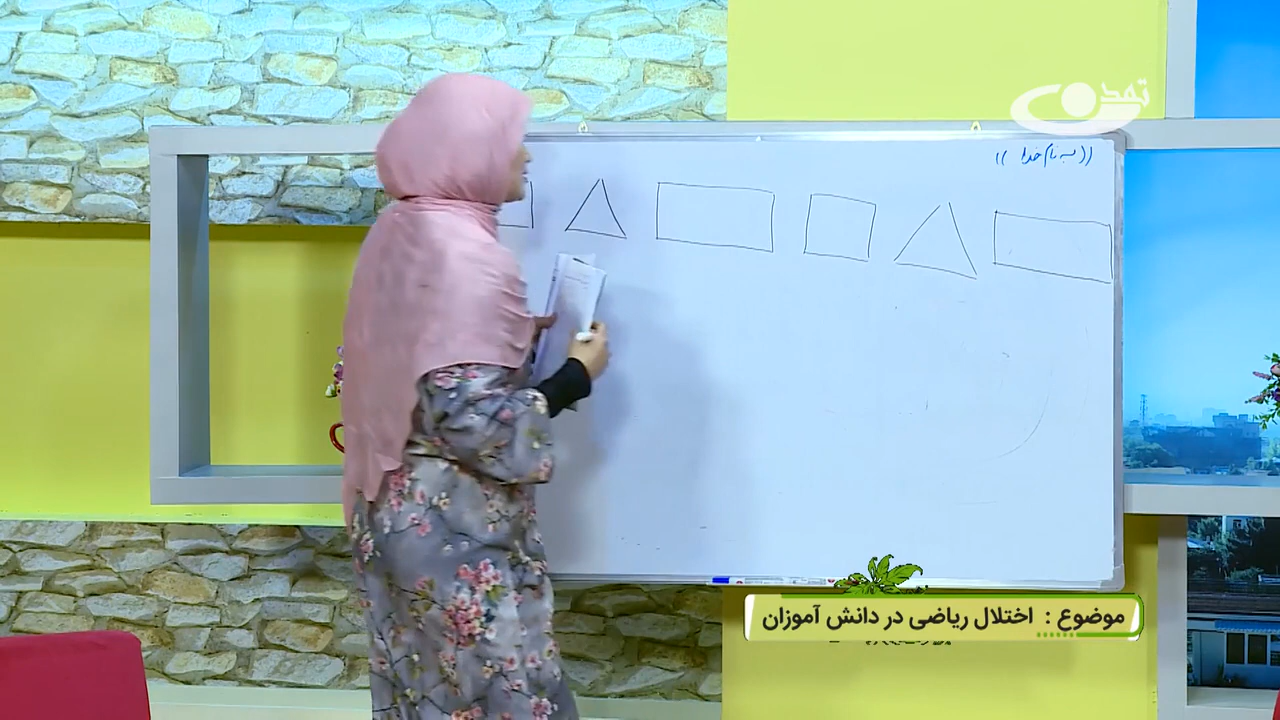 تمدن
((به نام خدا))
موضوع : اختلال ریاضی در دانش آموزان